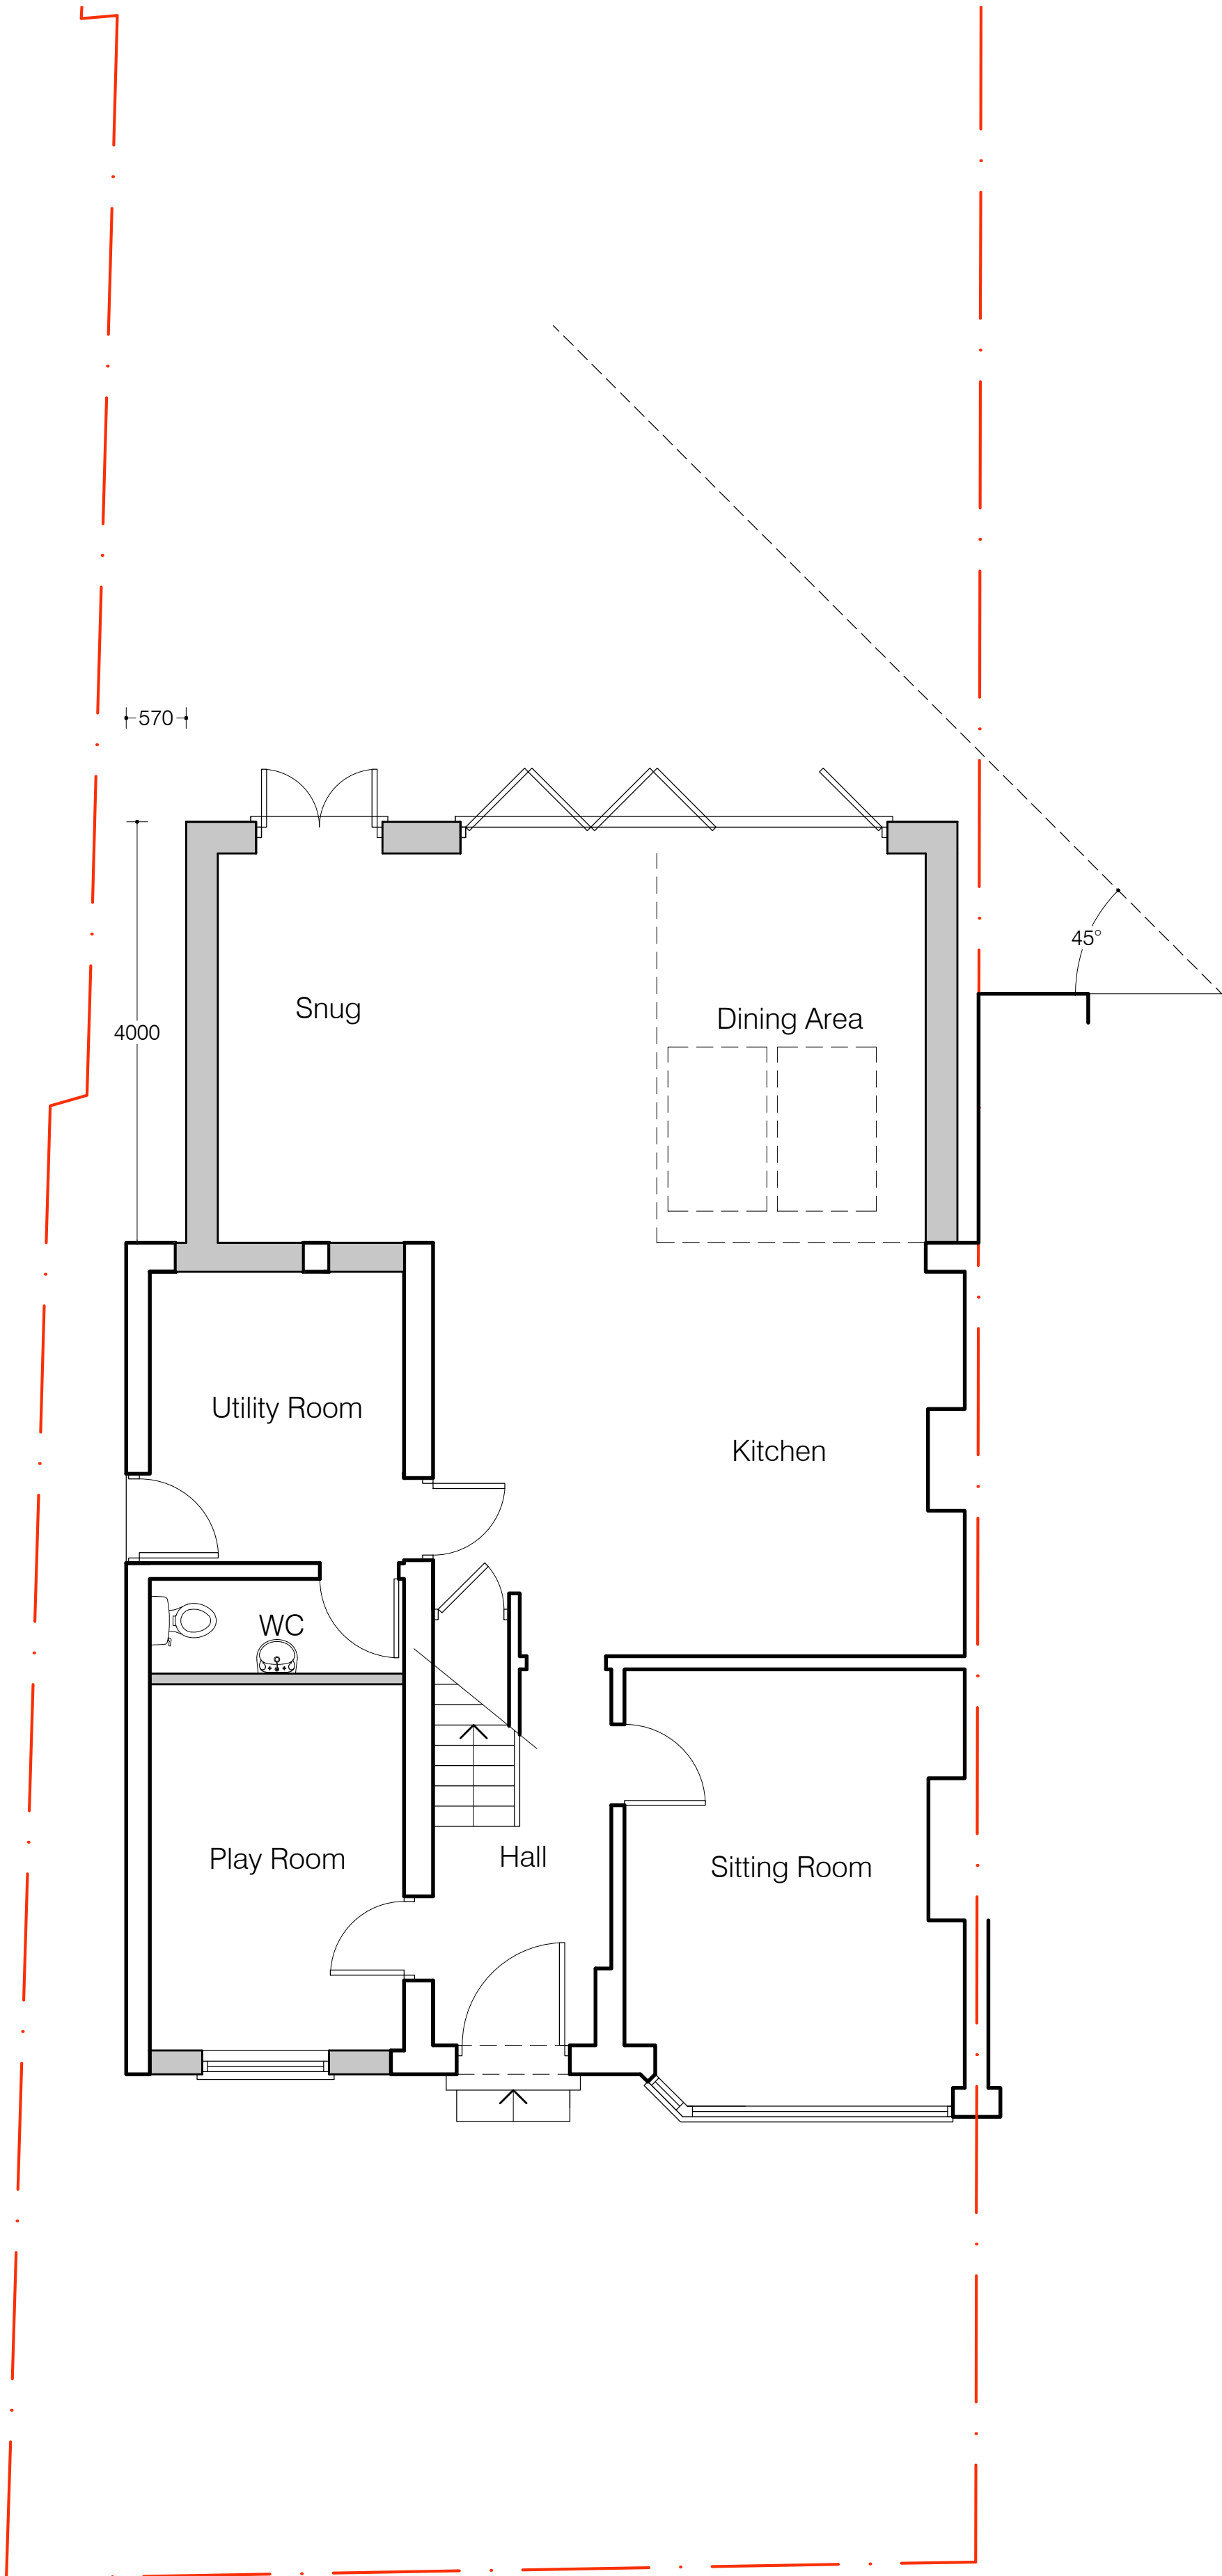 570
45°
Snug
Dining Area
4000
Utility Room
Kitchen
WC
Hall
Play Room
Sitting Room